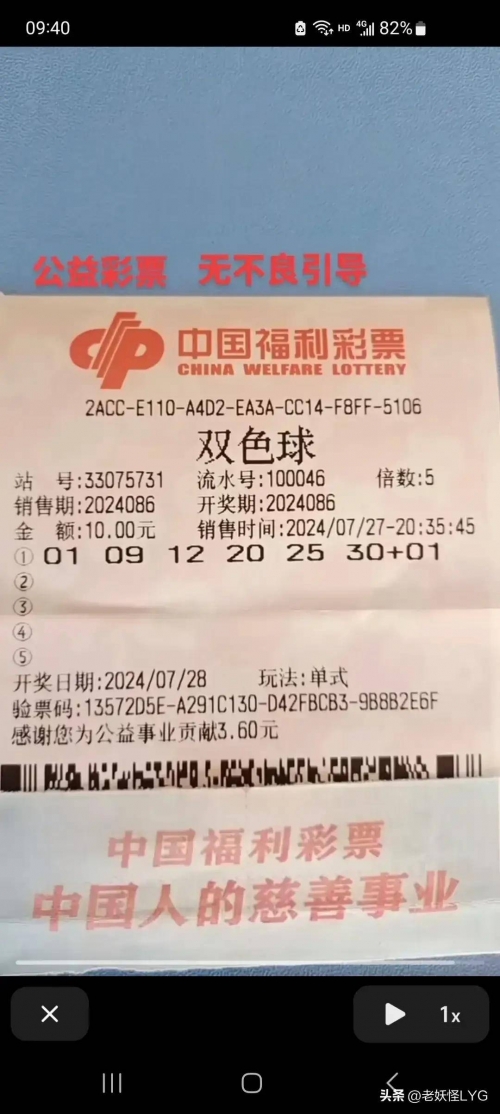 09:40
HD 4G 82%
公益彩票 无不良引导
中国福利彩票
CHINA WELFARE LOTTERY
2ACC-E110-A4D2-EA3A-CC14-F8FF-5106
双色球
站 号:33075731 流水号:100046 倍数:5
销售期:2024086 开奖期:2024086
金 额:10.00元 销售时间:2024/07/27-20:35:45
① 01 09 12 20 25 30+01
②
③
④
⑤
开奖日期:2024/07/28 玩法:单式
验票码:13572D5E-A291C130-D42FBCB3-9B8B2E6F
感谢您为公益事业贡献3.60元
中国福利彩票
中国人的慈善事业
1x
头条 @老妖怪LYG